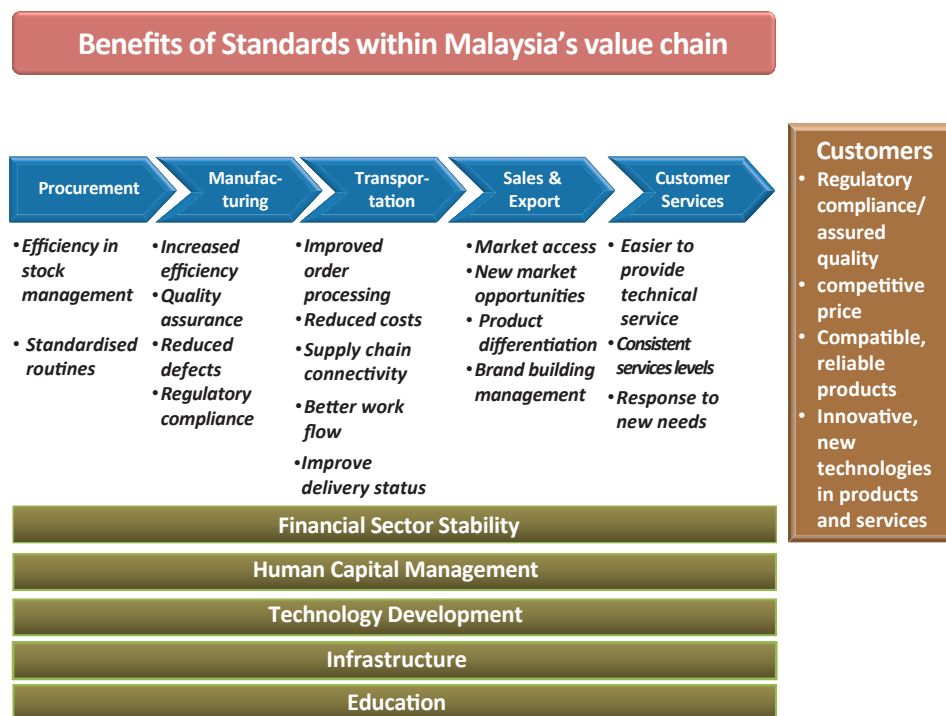 Benefits of Standards within Malaysia's value chain
Procurement
• Efficiency in
stock
management
• Standardised
routines
Manufac-
turing
• Increased
efficiency
• Quality
assurance
• Reduced
defects
• Regulatory
compliance
Transpor-
tation
• Improved
order
processing
• Reduced costs
• Supply chain
connectivity
• Better work
flow
• Improve
delivery status
Sales &
Export
• Market access
• New market
opportunities
• Product
differentiation
• Brand building
management
Customer
Services
• Easier to
provide
technical
service
• Consistent
services levels
• Response to
new needs
Customers
• Regulatory
compliance/
assured
quality
• competitive
price
• Compatible,
reliable
products
• Innovative,
new
technologies
in products
and services
Financial Sector Stability
Human Capital Management
Technology Development
Infrastructure
Education